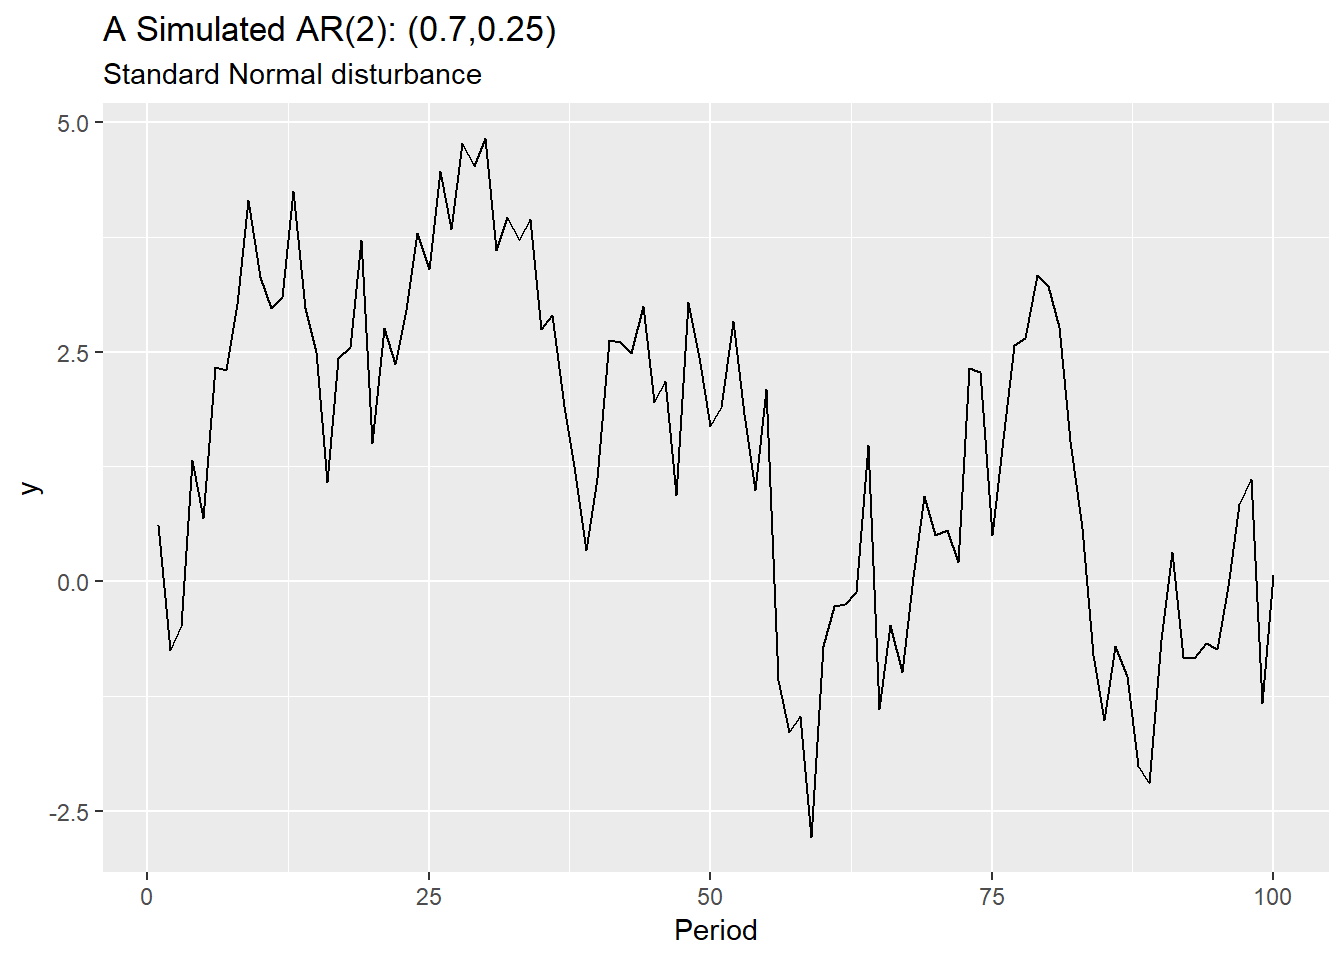 A Simulated AR(2): (0.7,0.25)
Standard Normal disturbance
5.0
2.5
0.0
-2.5
y
0 25 50 75 100
Period